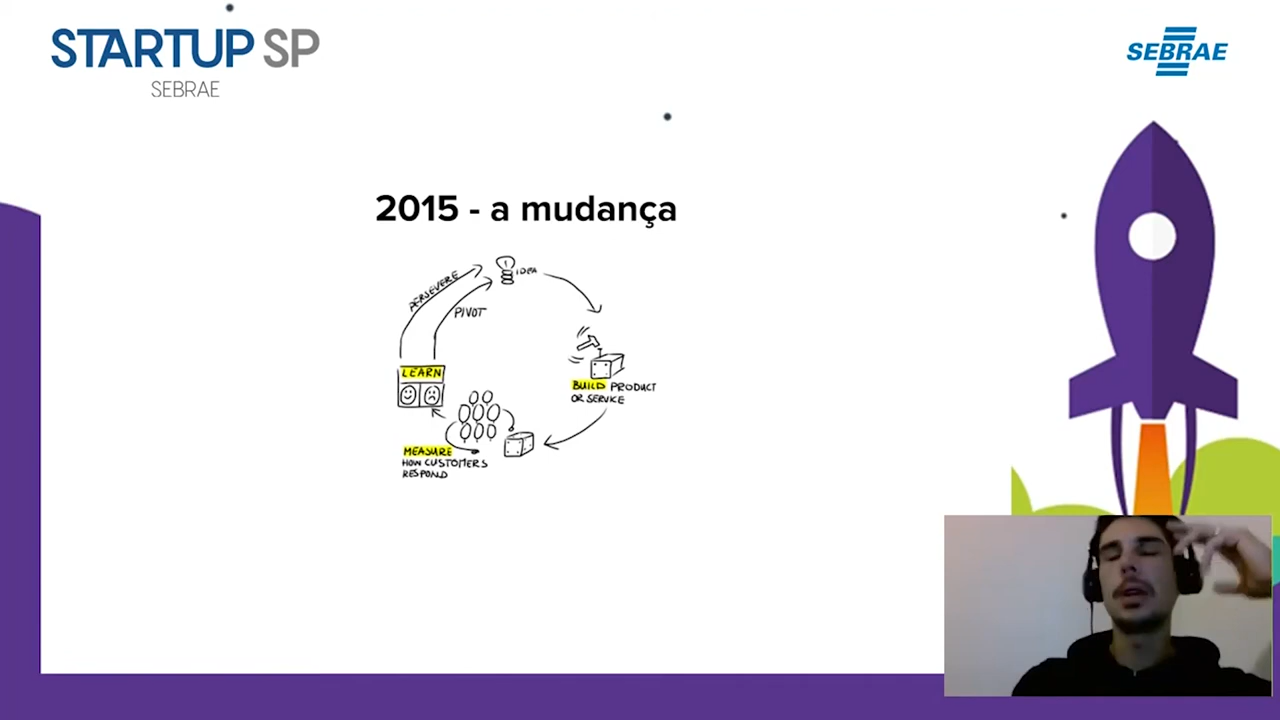 STARTUP SP
SEBRAE
SEBRAE
2015 - a mudança
IDEA
PERSEVERE
PIVOT
LEARN
BUILD PRODUCT
OR SERVICE
MEASURE
HOW CUSTOMERS
RESPOND